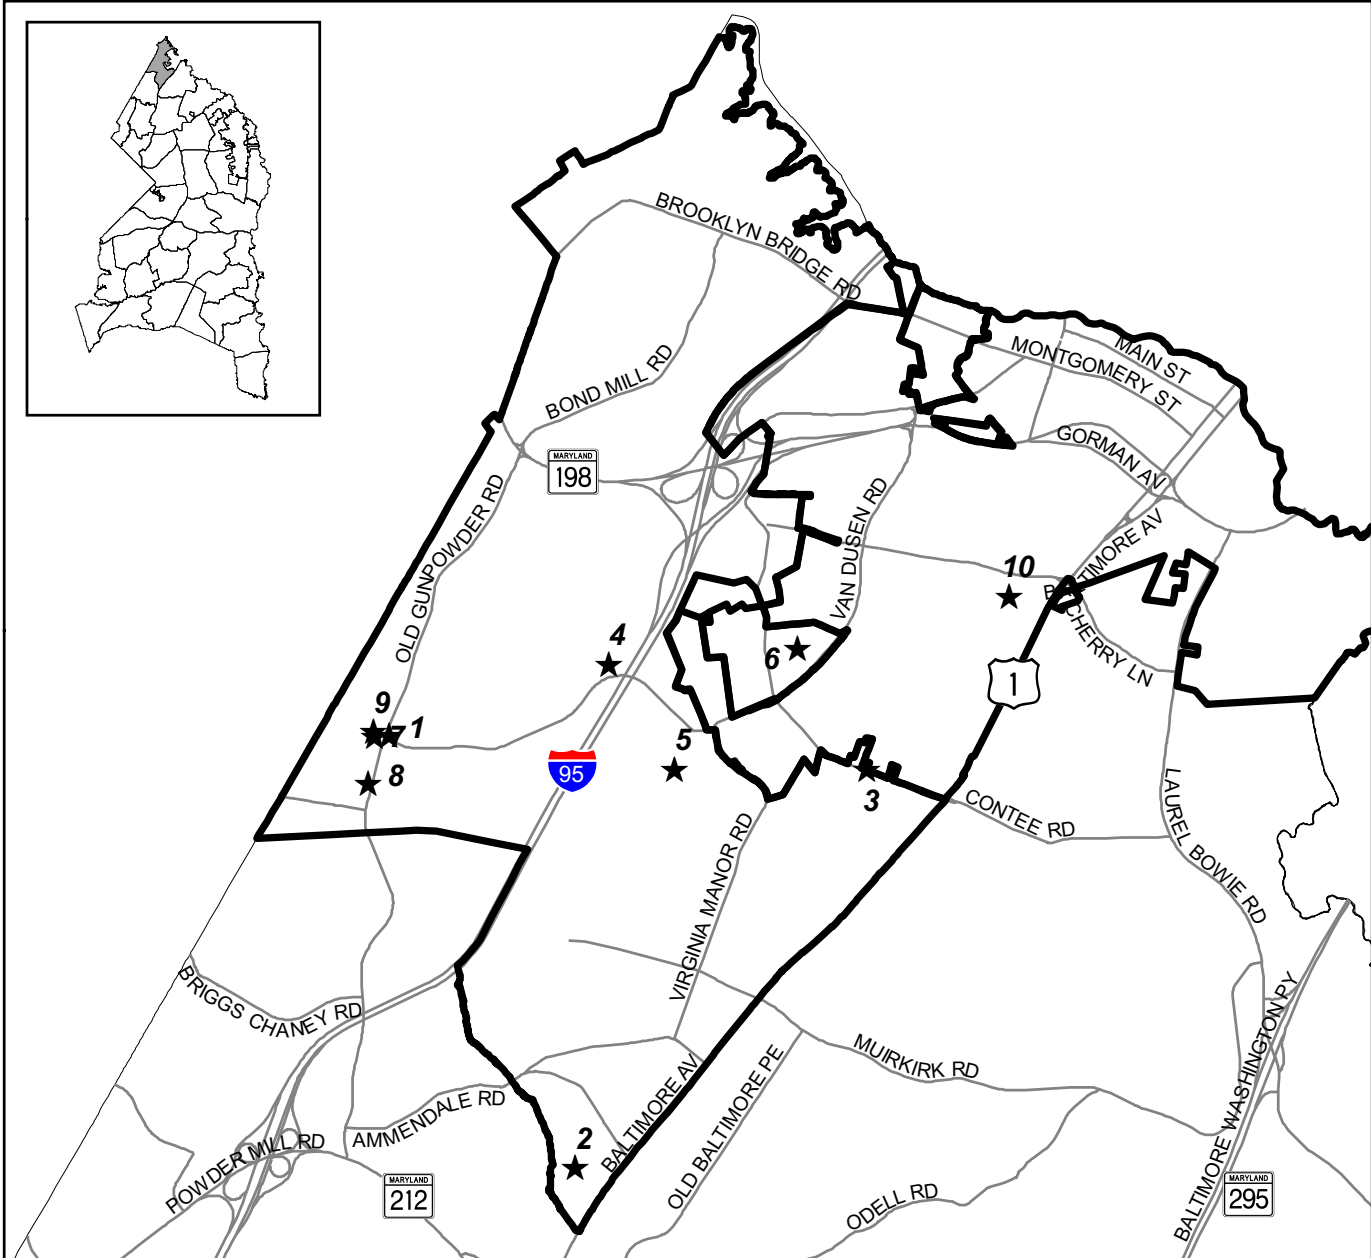 BROOKLYN BRIDGE RD
MAIN ST
MONTGOMERY ST
BOND MILL RD
GORMAN AV
MARYLAND
198
OLD GUNPOWDER RD
VAN DUSEN RD
BALTIMORE AV
10
CHERRY LN
4
6
1
9
1
7
5
95
8
3
CONTEE RD
LAUREL BOWIE RD
VIRGINIA MANOR RD
BRIGGS CHANEY RD
MUIRKIRK RD
BALTIMORE WASHINGTON PY
AMMENDALE RD
BALTIMORE AV
OLD BALTIMORE PE
2
POWDER MILL RD
MARYLAND
212
ODELL RD
MARYLAND
295